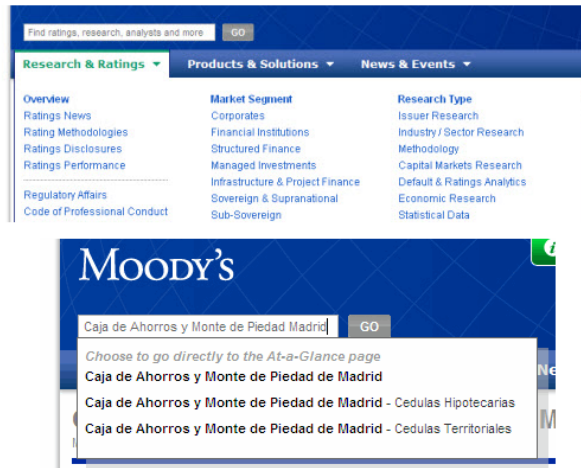 Find ratings, research, analysts and more GO
Research & Ratings Products & Solutions News & Events
Overview Market Segment Research Type
Ratings News Corporates Issuer Research
Rating Methodologies Financial Institutions Industry / Sector Research
Ratings Disclosures Structured Finance Methodology
Ratings Performance Managed Investments Capital Markets Research
Infrastructure & Project Finance Default & Ratings Analytics
Regulatory Affairs Sovereign & Supranational Economic Research
Code of Professional Conduct Sub-Sovereign Statistical Data
MOODY'S
Caja de Ahorros y Monte de Piedad Madrid GO
Choose to go directly to the At-a-Glance page
Caja de Ahorros y Monte de Piedad de Madrid
Caja de Ahorros y Monte de Piedad de Madrid - Cedulas Hipotecarias
Caja de Ahorros y Monte de Piedad de Madrid - Cedulas Territoriales